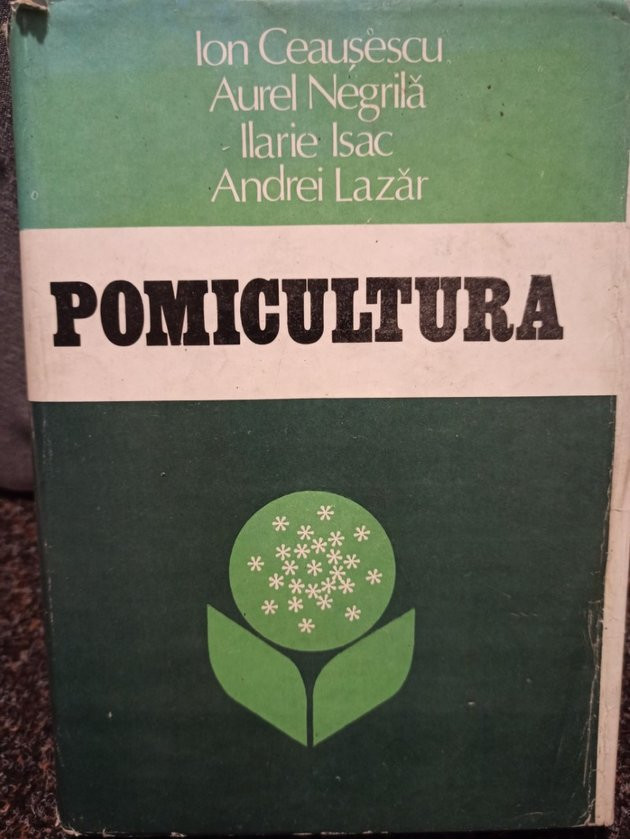 Ion Ceaușescu
Aurel Negrilă
Ilarie Isac
Andrei Lazăr
POMICULTURA